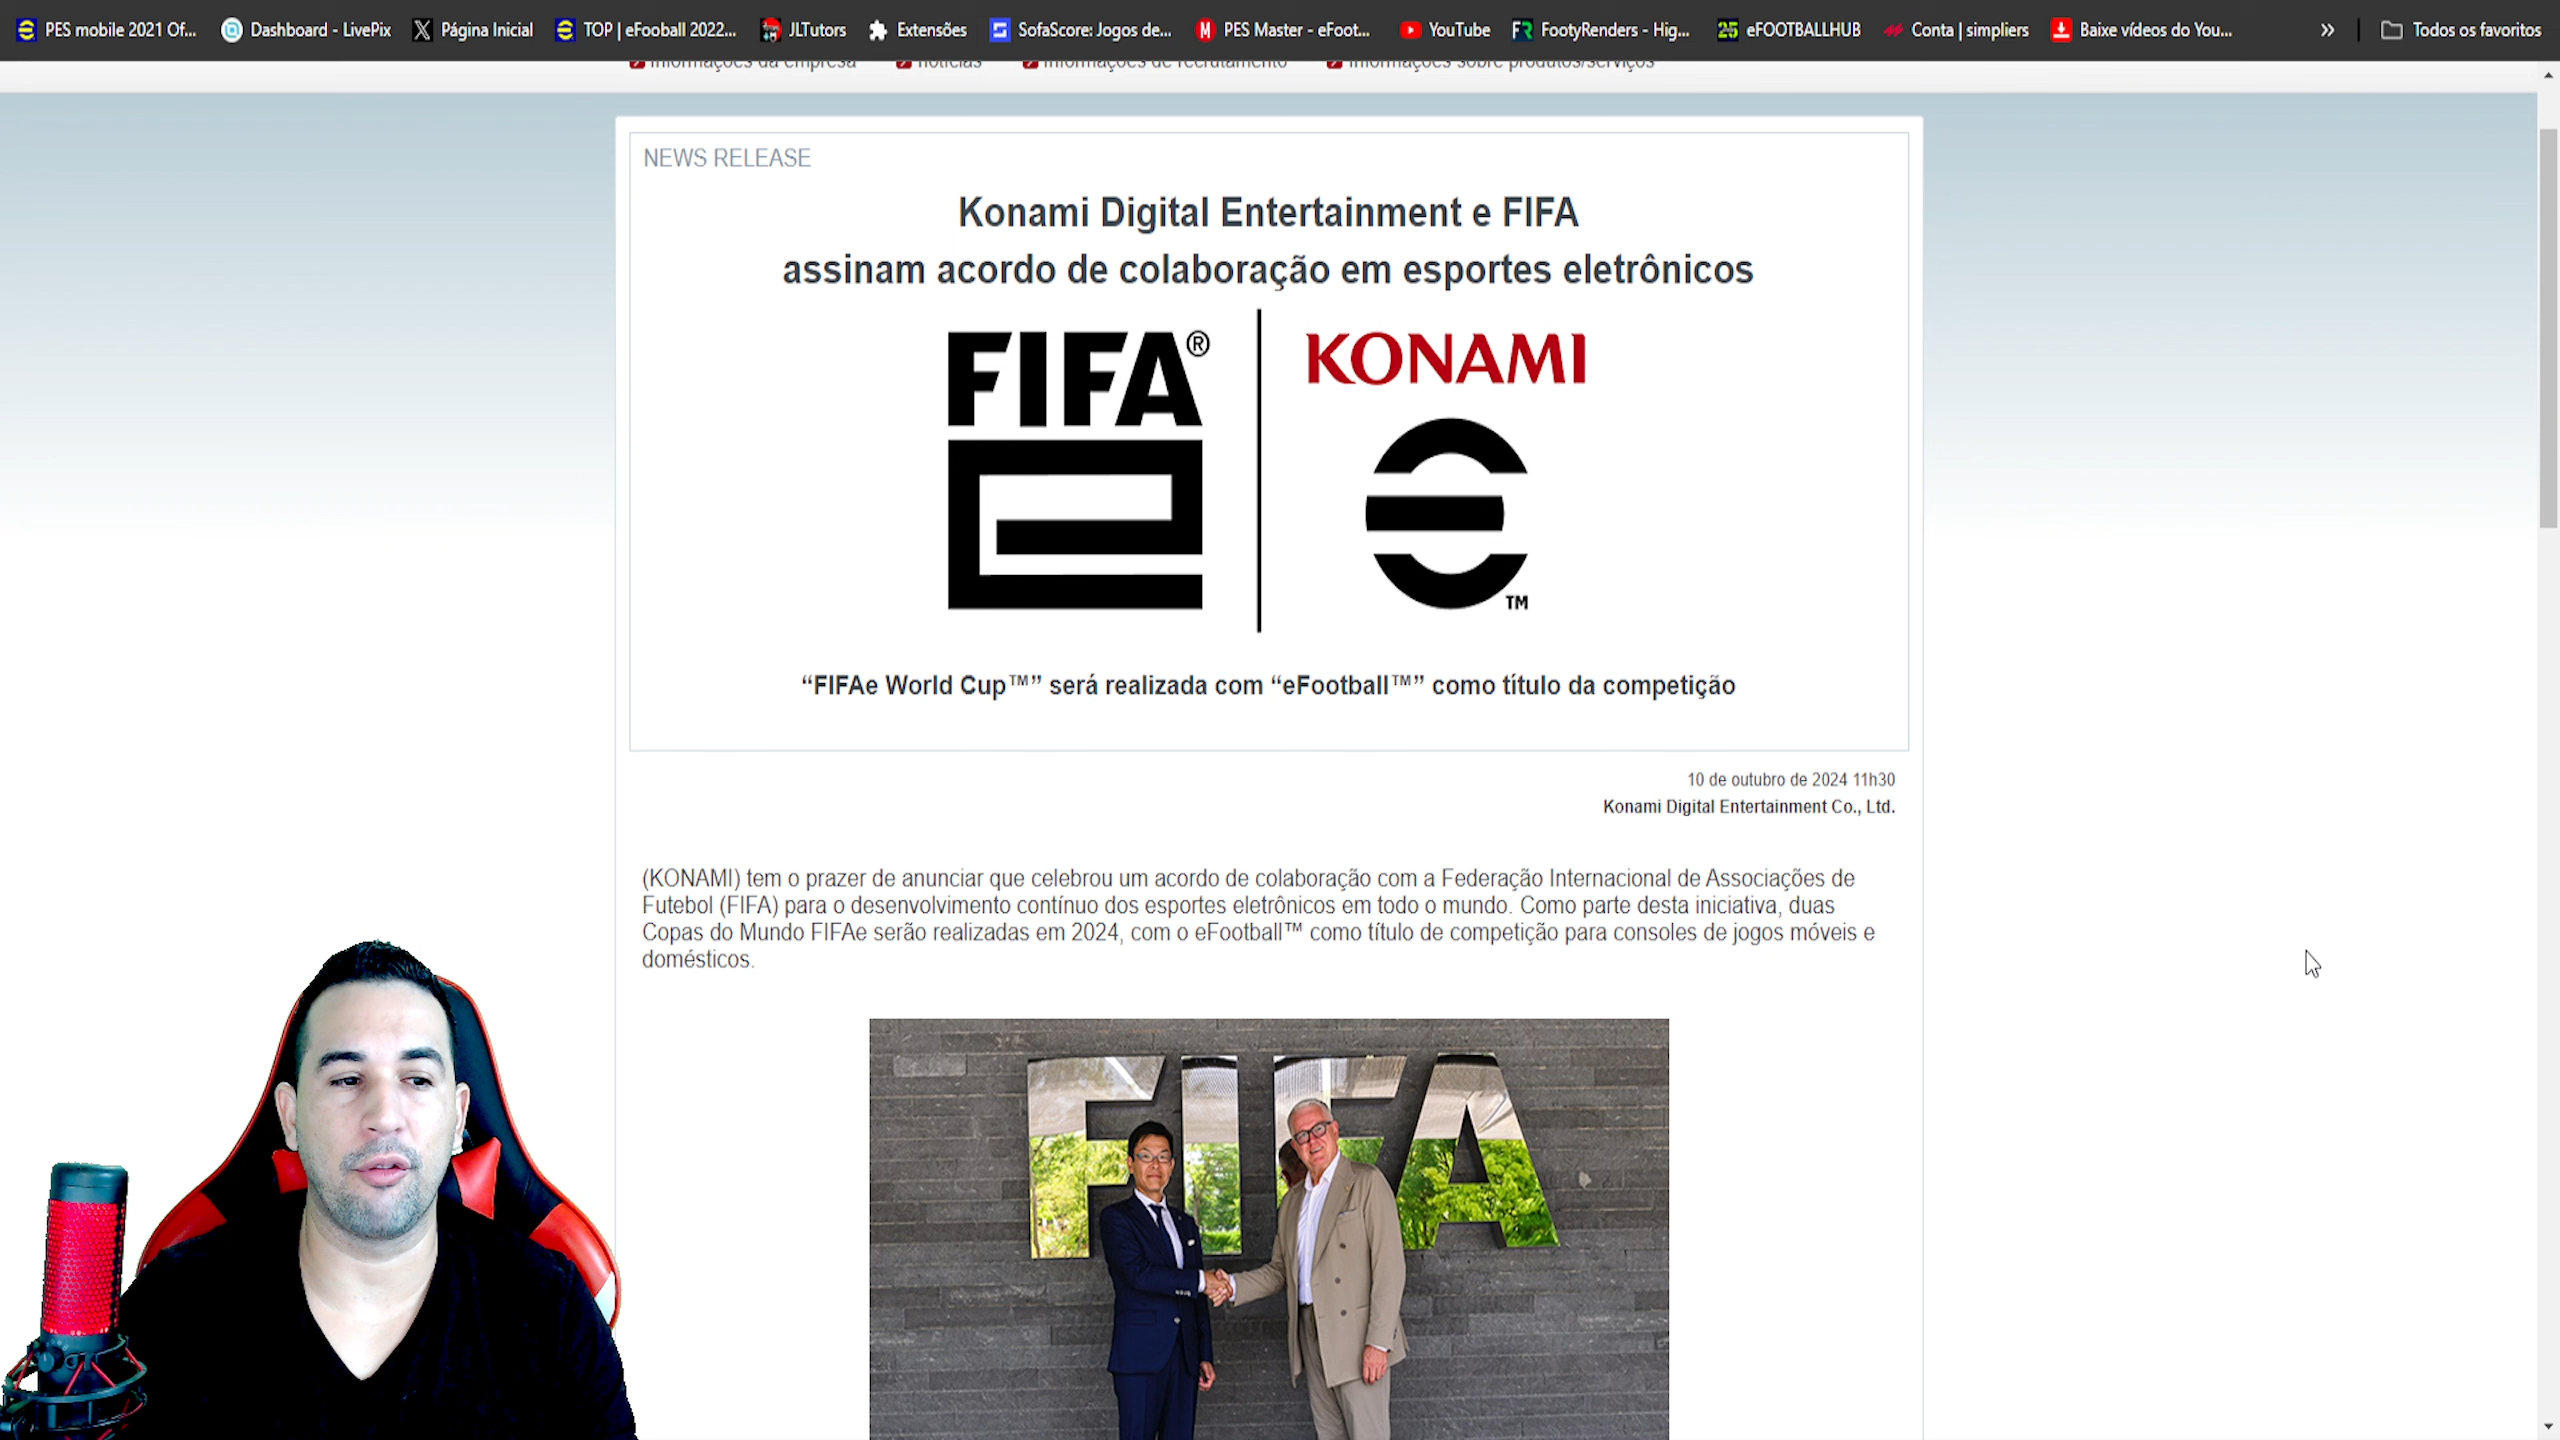 PES mobile 2021 Of... Dashboard - LivePix Página Inicial TOP | eFooball 2022... JLTutors Extensões SofaScore: Jogos de... PES Master - eFoot... YouTube FootyRenders - Hig... eFOOTBALLHUB Conta | simpliers Baixe vídeos do You... » Todos os favoritos
informações da empresa notícias informações de recrutamento informações sobre produtos/serviços
NEWS RELEASE
Konami Digital Entertainment e FIFA
assinam acordo de colaboração em esportes eletrônicos
FIFA®
KONAMI
TM
“FIFAe World Cup™” será realizada com “eFootball™” como título da competição
10 de outubro de 2024 11h30
Konami Digital Entertainment Co., Ltd.
(KONAMI) tem o prazer de anunciar que celebrou um acordo de colaboração com a Federação Internacional de Associações de
Futebol (FIFA) para o desenvolvimento contínuo dos esportes eletrônicos em todo o mundo. Como parte desta iniciativa, duas
Copas do Mundo FIFAe serão realizadas em 2024, com o eFootball™ como título de competição para consoles de jogos móveis e
domésticos.
FIFA